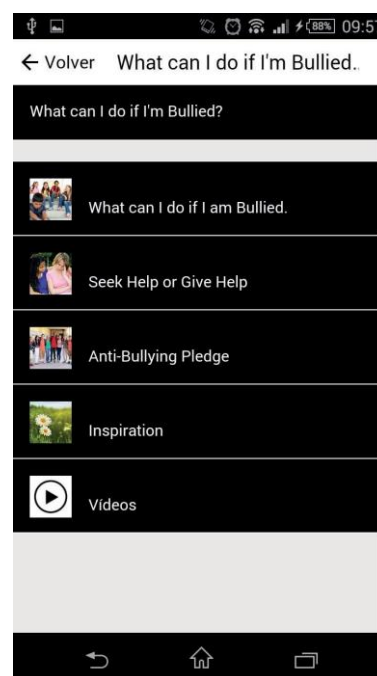 88% 09:57
← Volver What can I do if I'm Bullied..
What can I do if I'm Bullied?
What can I do if I am Bullied.
Seek Help or Give Help
Anti-Bullying Pledge
Inspiration
Vídeos